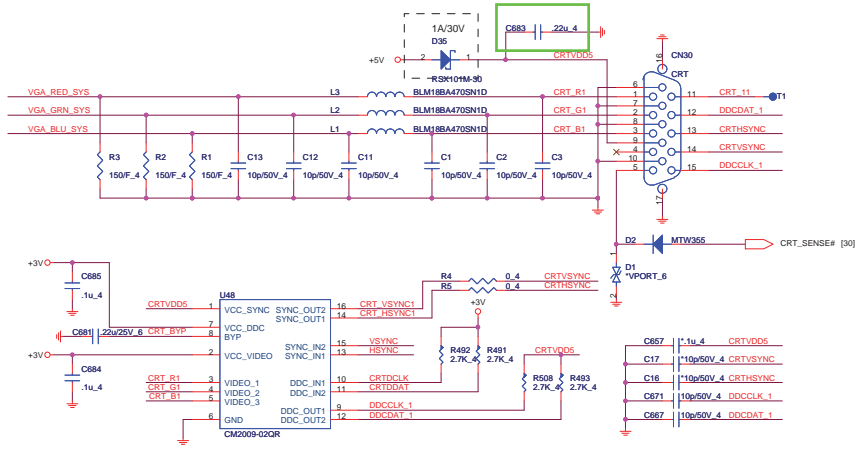 1A/30V
D35
+5V 2 1
RSX101M-30
C683 .22u_4
CRTVDD5
16
CN30
CRT
VGA_RED_SYS L3 BLM18BA470SN1D CRT_R1
VGA_GRN_SYS L2 BLM18BA470SN1D CRT_G1
VGA_BLU_SYS L1 BLM18BA470SN1D CRT_B1
6
1 11 CRT_11 T1
7
2 12 DDCDAT_1
8
3 13 CRTHSYNC
9
4 14 CRTVSYNC
10
5 15 DDCCLK_1
17
R3
150/F_4
R2
150/F_4
R1
150/F_4
C13
10p/50V_4
C12
10p/50V_4
C11
10p/50V_4
C1
10p/50V_4
C2
10p/50V_4
C3
10p/50V_4
D2 MTW355 CRT_SENSE# [30]
1
D1
*VPORT_6
2
+3V
C685
.1u_4
C681 .22u/25V_6 CRT_BYP
+3V
C684
.1u_4
U48
CRTVDD5 1 VCC_SYNC SYNC_OUT2 16 CRT_VSYNC1
SYNC_OUT1 14 CRT_HSYNC1
7 VCC_DDC
8 BYP
SYNC_IN2 15 VSYNC
2 VCC_VIDEO SYNC_IN1 13 HSYNC
CRT_R1 3 VIDEO_1 DDC_IN1 10 CRTDCLK
CRT_G1 4 VIDEO_2 DDC_IN2 11 CRTDDAT
CRT_B1 5 VIDEO_3
DDC_OUT1 9 DDCCLK_1
6 GND DDC_OUT2 12 DDCDAT_1
CM2009-02QR
R4 0_4 CRTVSYNC
R5 0_4 CRTHSYNC
+3V
R492
2.7K_4
R491
2.7K_4
CRTVDD5
R508
2.7K_4
R493
2.7K_4
C657 *.1u_4 CRTVDD5
C17 *10p/50V_4 CRTVSYNC
C16 *10p/50V_4 CRTHSYNC
C671 10p/50V_4 DDCCLK_1
C667 10p/50V_4 DDCDAT_1